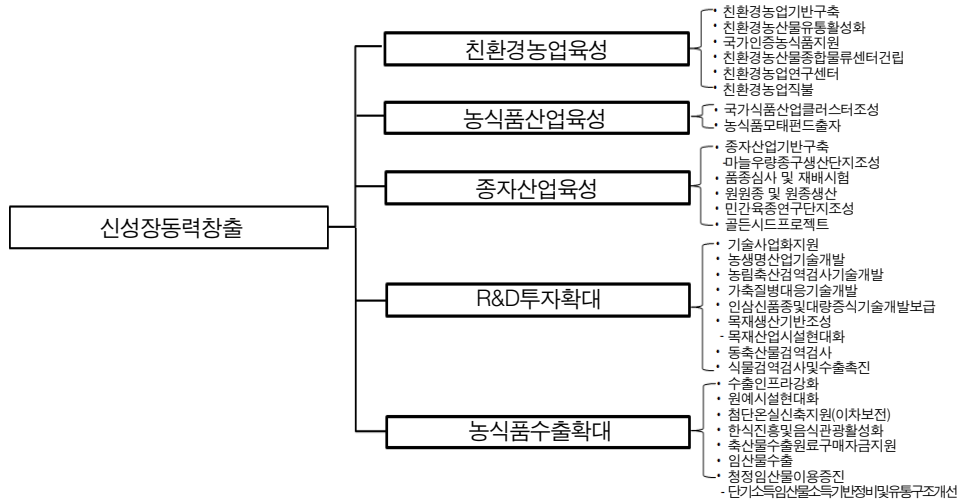 신성장동력창출
친환경농업육성
• 친환경농업기반구축
• 친환경농산물유통활성화
• 국가인증농식품지원
• 친환경농산물종합물류센터건립
• 친환경농업연구센터
• 친환경농업직불
농식품산업육성
• 국가식품산업클러스터조성
• 농식품모태펀드출자
종자산업육성
• 종자산업기반구축
-마늘우량종구생산단지조성
• 품종심사 및 재배시험
• 원원종 및 원종생산
• 민간육종연구단지조성
• 골든시드프로젝트
R&D투자확대
• 기술사업화지원
• 농생명산업기술개발
• 농림축산검역검사기술개발
• 가축질병대응기술개발
• 인삼신품종및대량증식기술개발보급
• 목재생산기반조성
- 목재산업시설현대화
• 동축산물검역검사
• 식물검역검사및수출촉진
농식품수출확대
• 수출인프라강화
• 원예시설현대화
• 첨단온실신축지원(이차보전)
• 한식진흥및음식관광활성화
• 축산물수출원료구매자금지원
• 임산물수출
• 청정임산물이용증진
- 단기소득임산물소득기반정비및유통구조개선